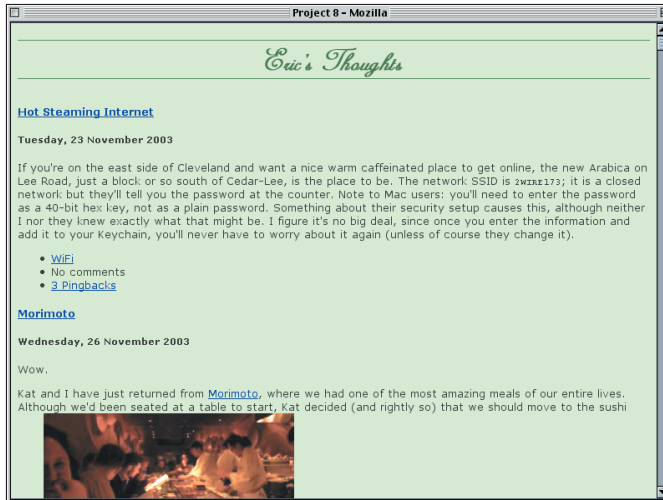 Project 8 - Mozilla
Eric's Thoughts
Hot Steaming Internet
Tuesday, 23 November 2003
If you're on the east side of Cleveland and want a nice warm caffeinated place to get online, the new Arabica on
Lee Road, just a block or so south of Cedar-Lee, is the place to be. The network SSID is 2WIRE173; it is a closed
network but they'll tell you the password at the counter. Note to Mac users: you'll need to enter the password
as a 40-bit hex key, not as a plain password. Something about their security setup causes this, although neither
I nor they knew exactly what that might be. I figure it's no big deal, since once you enter the information and
add it to your Keychain, you'll never have to worry about it again (unless of course they change it).
• WiFi
• No comments
• 3 Pingbacks
Morimoto
Wednesday, 26 November 2003
Wow.
Kat and I have just returned from Morimoto, where we had one of the most amazing meals of our entire lives.
Although we'd been seated at a table to start, Kat decided (and rightly so) that we should move to the sushi